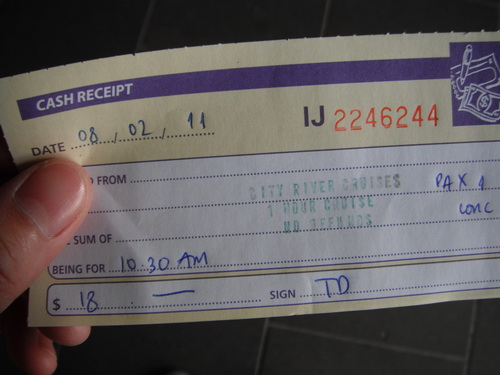 CASH RECEIPT
DATE 08 / 02 / 11 IJ 2246244
D FROM CITY RIVER CRUISES PAX 1
1 HOUR CRUISE CONC
SUM OF NO REFUNDS
BEING FOR 10.30 AM
$ 18 . — SIGN TD